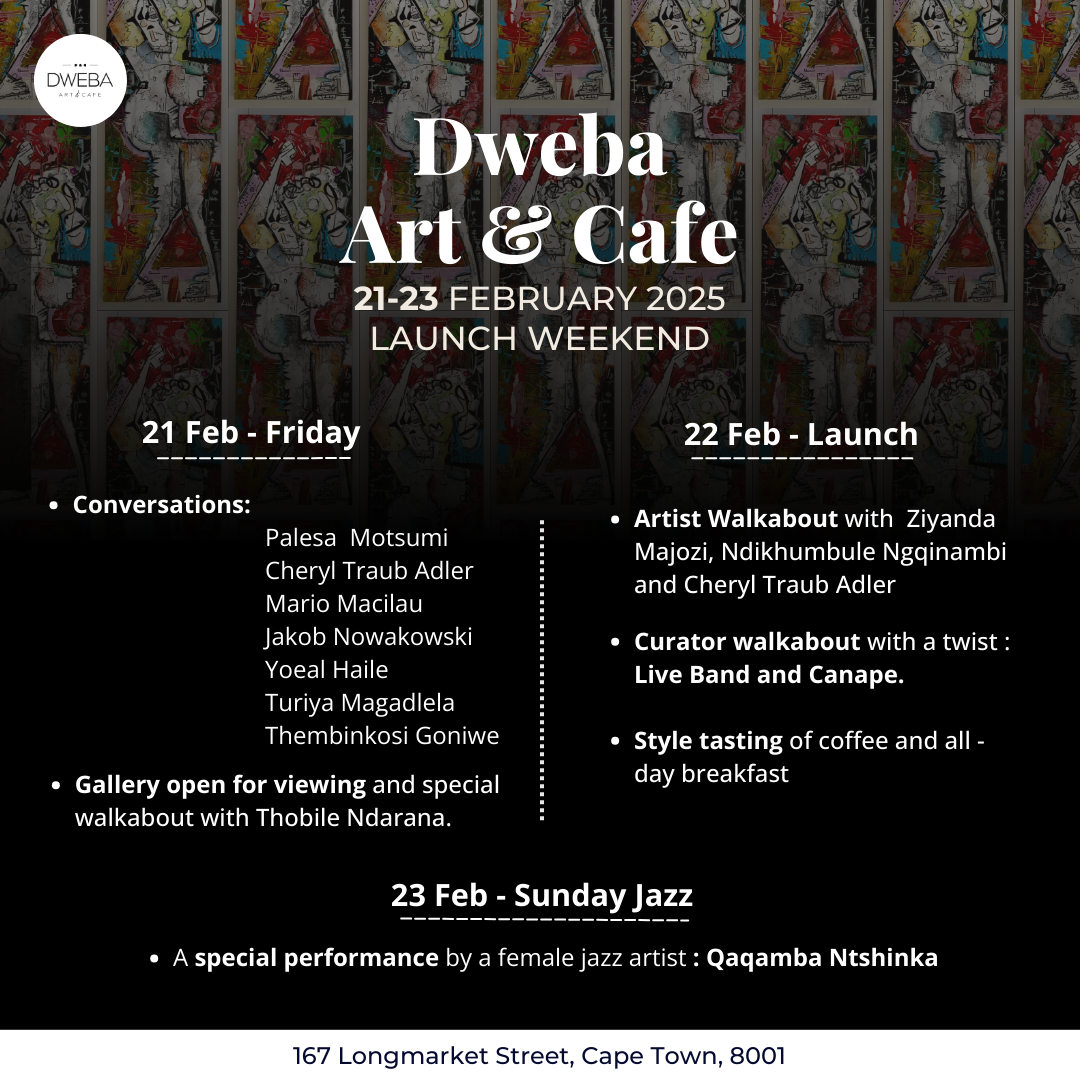 DWEBA
ART & CAFE
Dweba
Art & Cafe
21-23 FEBRUARY 2025
LAUNCH WEEKEND
21 Feb - Friday
• Conversations:
Palesa Motsumi
Cheryl Traub Adler
Mario Macilau
Jakob Nowakowski
Yoeal Haile
Turiya Magadlela
Thembinkosi Goniwe
• Gallery open for viewing and special
walkabout with Thobile Ndarana.
22 Feb - Launch
• Artist Walkabout with Ziyanda
Majozi, Ndikhumbule Ngqinambi
and Cheryl Traub Adler
• Curator walkabout with a twist :
Live Band and Canape.
• Style tasting of coffee and all -
day breakfast
23 Feb - Sunday Jazz
• A special performance by a female jazz artist : Qaqamba Ntshinka
167 Longmarket Street, Cape Town, 8001